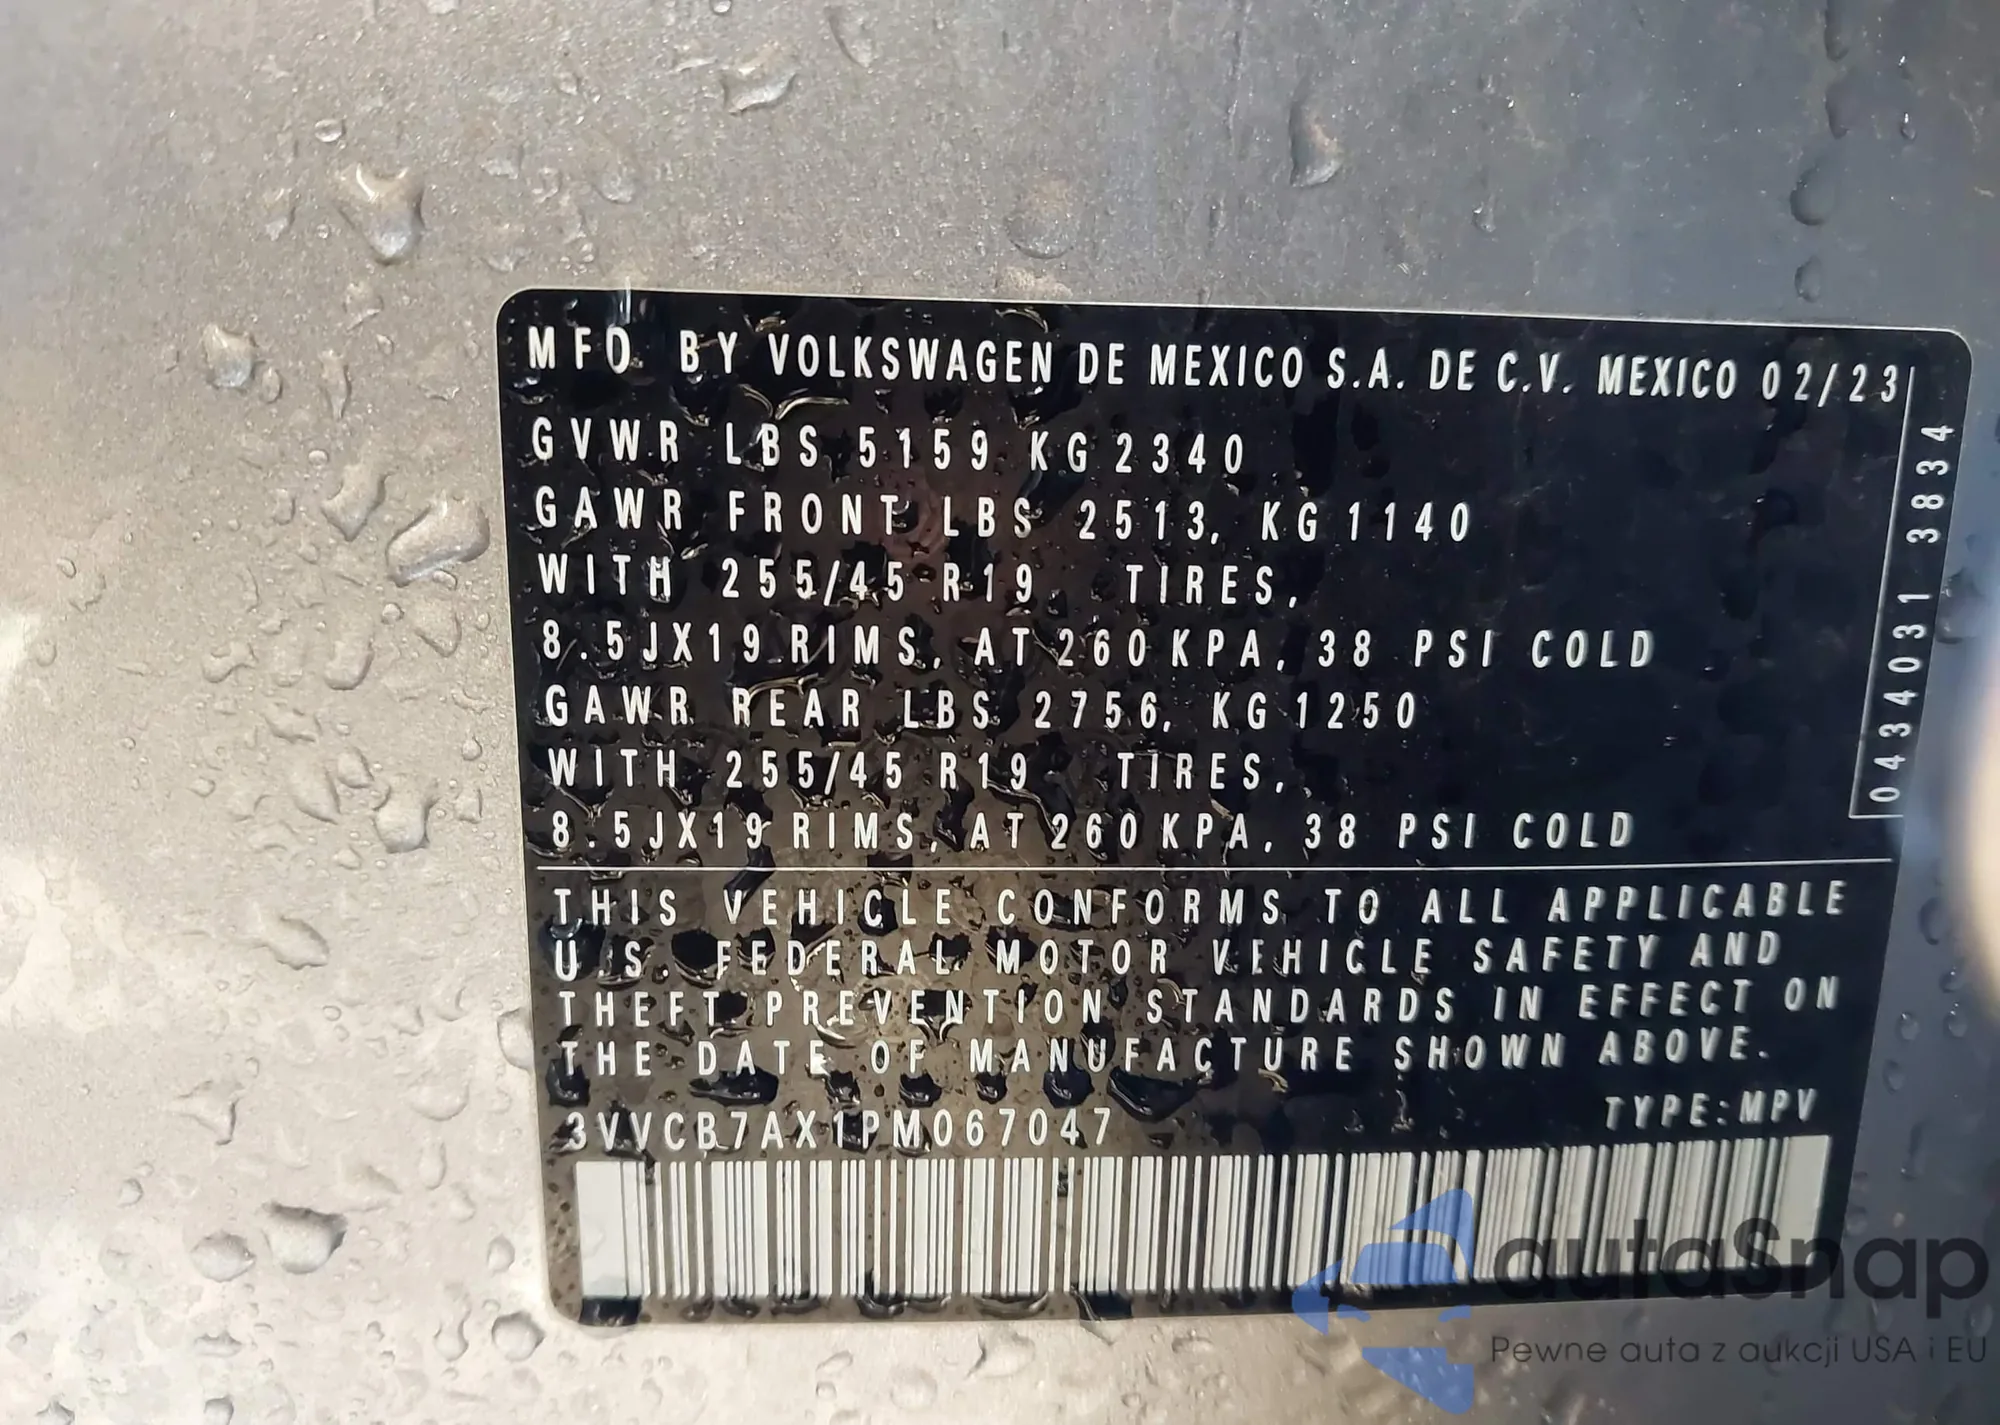 MFD. BY VOLKSWAGEN DE MEXICO S.A. DE C.V. MEXICO 02/23
GVWR LBS 5159 KG 2340
GAWR FRONT LBS 2513, KG 1140
WITH 255/45 R19 TIRES,
8.5JX19 RIMS, AT 260 KPA, 38 PSI COLD
GAWR REAR LBS 2756, KG 1250
WITH 255/45 R19 TIRES,
8.5JX19 RIMS, AT 260 KPA, 38 PSI COLD
0434031 3834
THIS VEHICLE CONFORMS TO ALL APPLICABLE
U.S. FEDERAL MOTOR VEHICLE SAFETY AND
THEFT PREVENTION STANDARDS IN EFFECT ON
THE DATE OF MANUFACTURE SHOWN ABOVE.
3VVCB7AX1PM067047 TYPE:MPV
autaSnap
Pewne auta z aukcji USA i EU